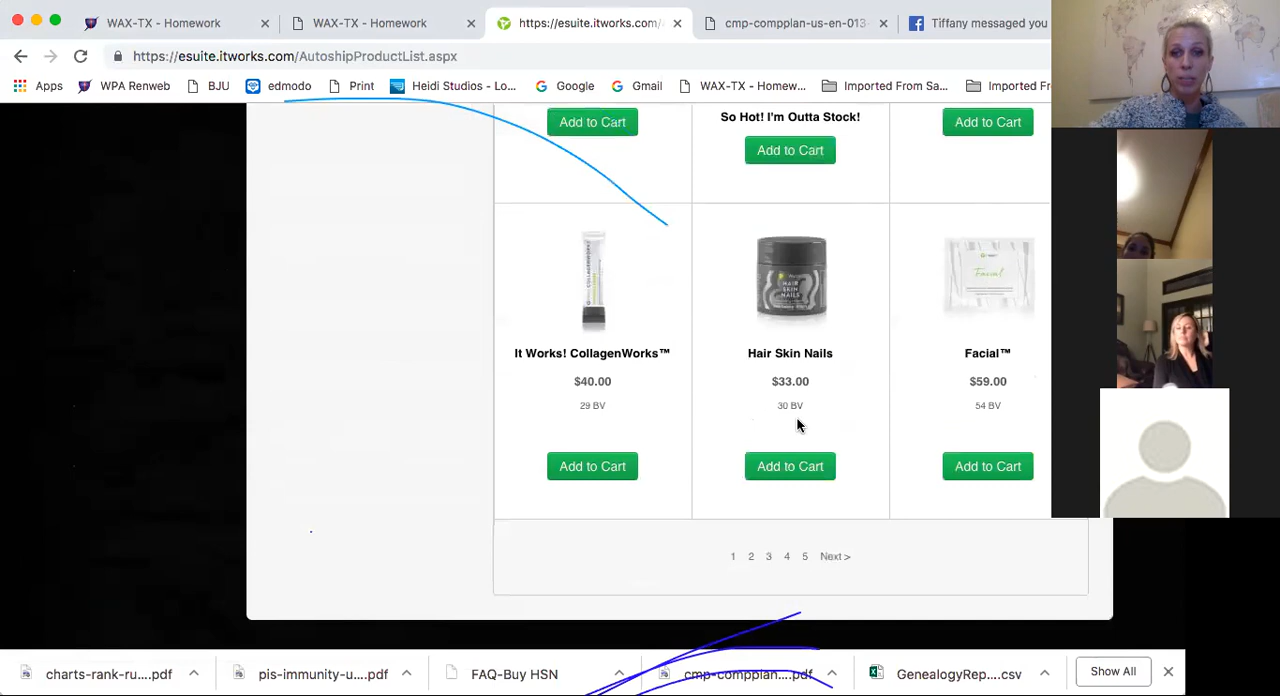 WAX-TX - Homework
WAX-TX - Homework
https://esuite.itworks.com/
cmp-compplan-us-en-013-
Tiffany messaged you
https://esuite.itworks.com/AutoshipProductList.aspx
Apps WPA Renweb BJU edmodo Print Heidi Studios - Lo... Google Gmail WAX-TX - Homew... Imported From Sa... Imported Fr
So Hot! I'm Outta Stock!
Add to Cart Add to Cart
Add to Cart
COLLAGENWORKS
HAIR
SKIN
NAILS
Facial
It Works! CollagenWorks™ Hair Skin Nails Facial™
$40.00 $33.00 $59.00
29 BV 30 BV 54 BV
Add to Cart Add to Cart Add to Cart
1 2 3 4 5 Next >
charts-rank-ru....pdf pis-immunity-u....pdf FAQ-Buy HSN cmp-compplan....pdf GenealogyRep....csv Show All